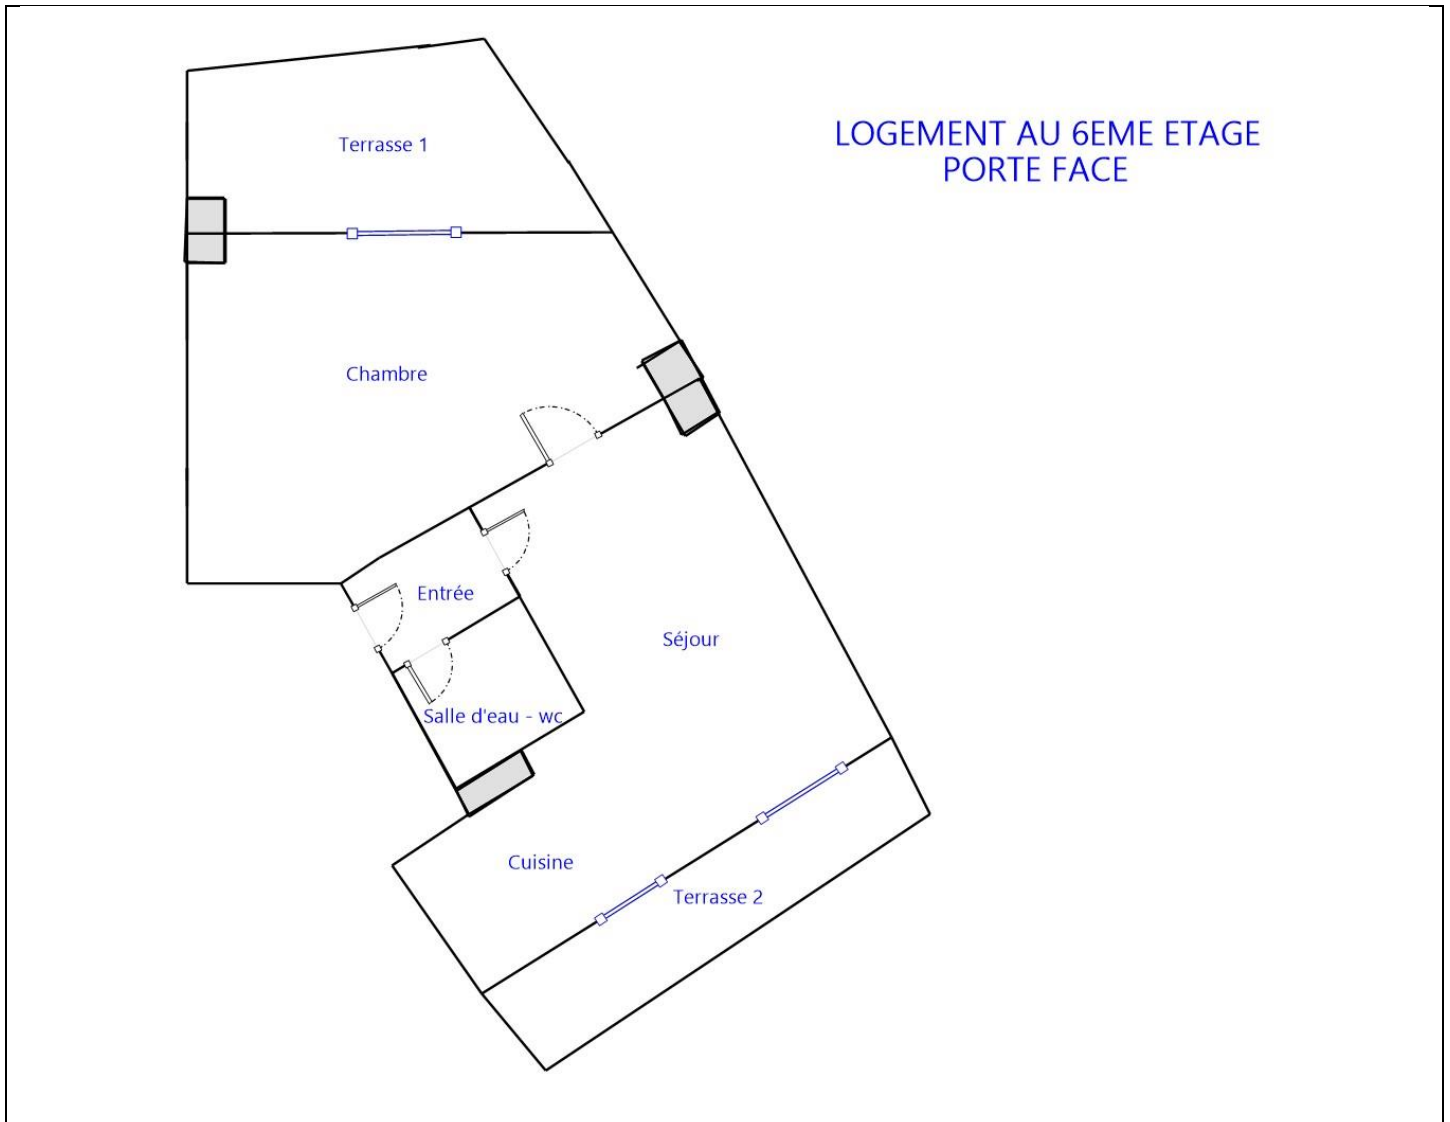 LOGEMENT AU 6EME ETAGE
PORTE FACE
Terrasse 1
Chambre
Entrée
Séjour
Salle d'eau - wc
Cuisine
Terrasse 2